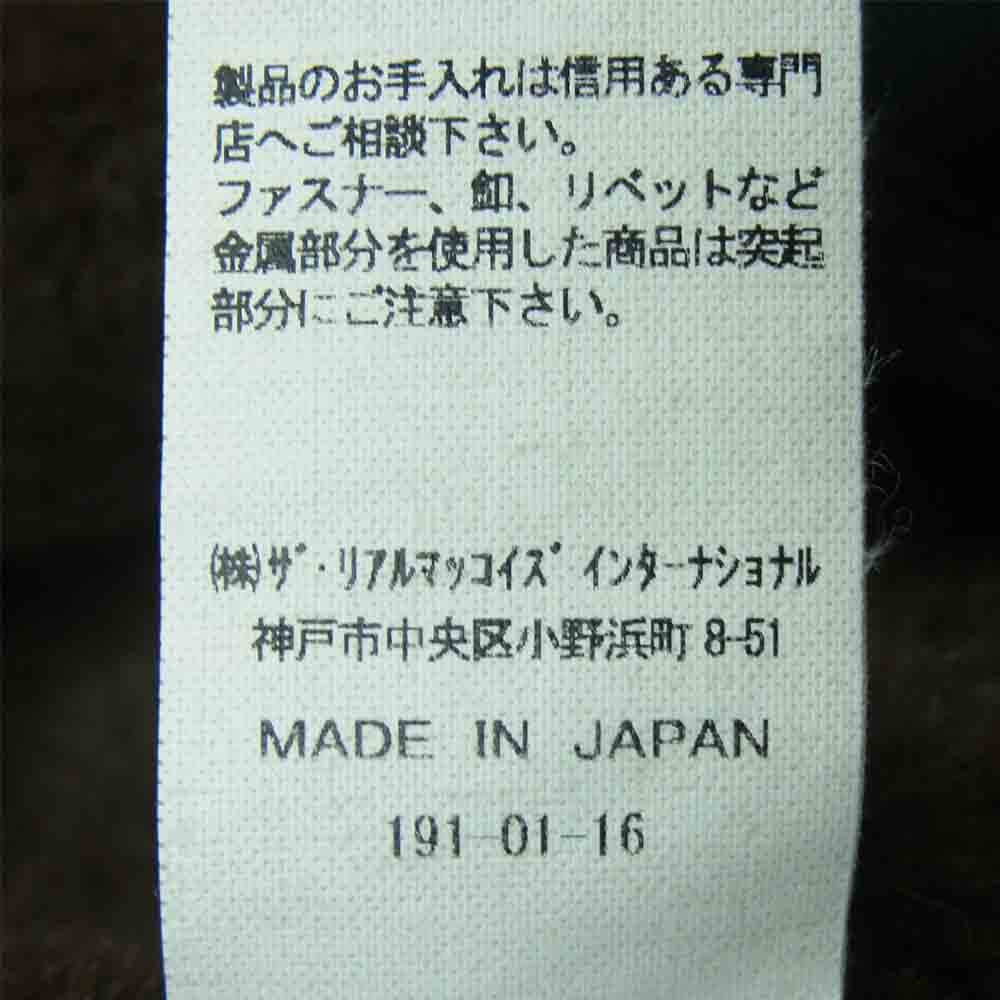 製品のお手入れは信用ある専門
店へご相談下さい。
ファスナー、釦、リベットなど
金属部分を使用した商品は突起
部分にご注意下さい。
㈱ｻﾞ・ﾘｱﾙﾏｯｺｲｽﾞ ｲﾝﾀｰﾅｼｮﾅﾙ
神戸市中央区小野浜町 8-51
MADE IN JAPAN
191-01-16